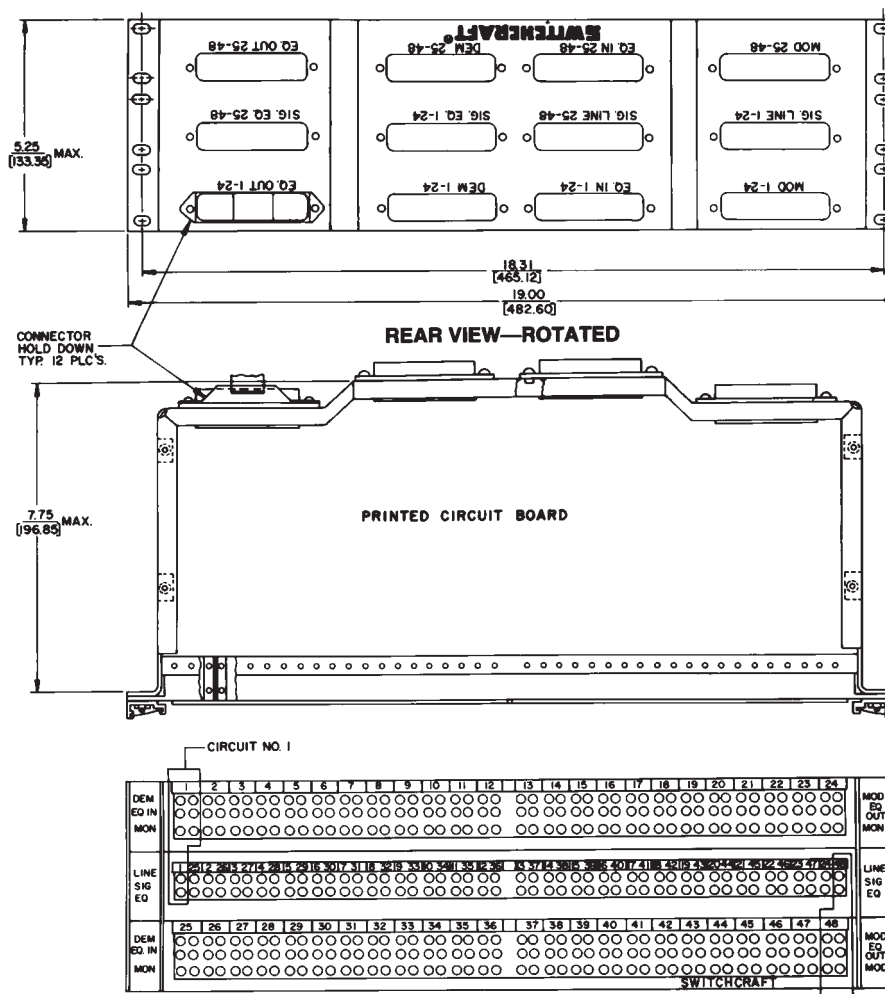 SWITCHCRAFT®
EQ. OUT 25-48 DEM 25-48 EQ. IN 25-48 MOD 25-48
SIG. EQ. 25-48 SIG. EQ. 1-24 SIG. LINE 25-48 SIG. LINE 1-24
EQ. OUT 1-24 DEM 1-24 EQ. IN 1-24 MOD 1-24
5.25
[133.35] MAX.
18.31
[465.12]
19.00
[482.60]
CONNECTOR
HOLD DOWN
TYP. 12 PLC'S.
REAR VIEW—ROTATED
7.75
[196.85] MAX.
PRINTED CIRCUIT BOARD
CIRCUIT NO. 1
1 2 3 4 5 6 7 8 9 10 11 12 13 14 15 16 17 18 19 20 21 22 23 24
DEM MOD
EQ IN EQ OUT
MON MON
LINE LINE
SIG SIG
EQ EQ
25 26 27 28 29 30 31 32 33 34 35 36 37 38 39 40 41 42 43 44 45 46 47 48
DEM MOD
EQ. IN EQ. OUT
MON MOD
SWITCHCRAFT